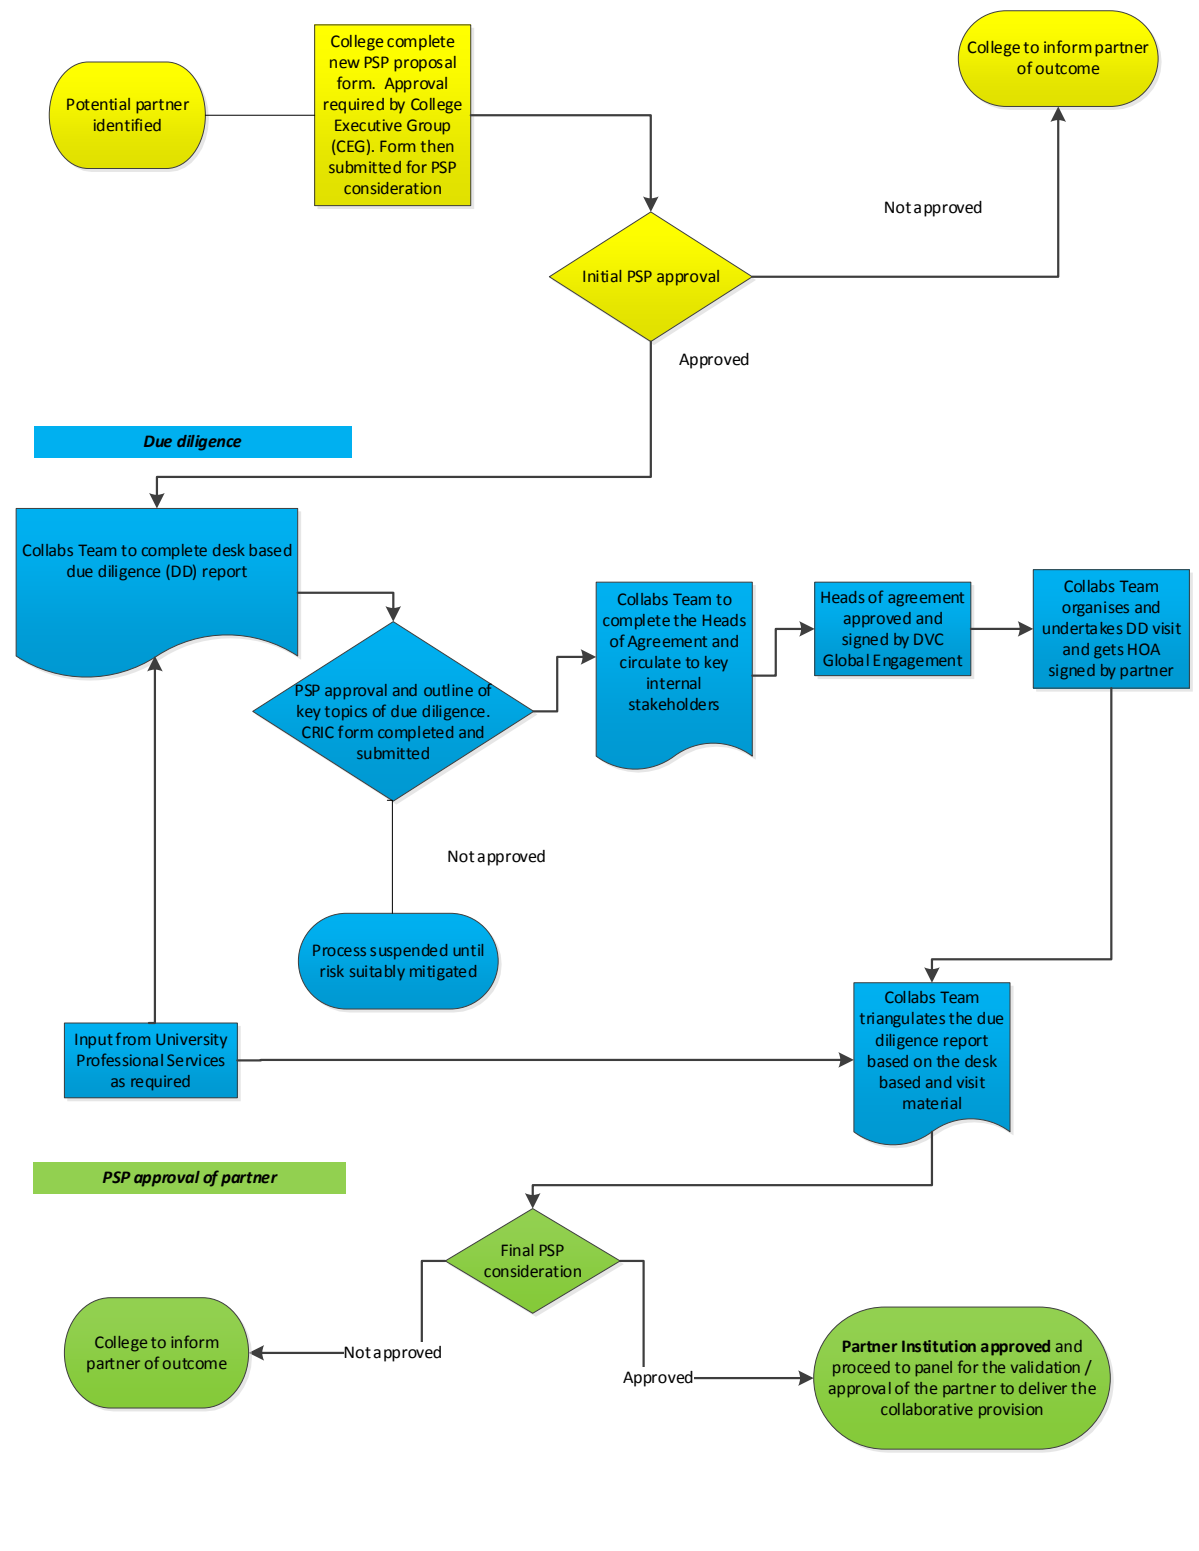 Potential partner
identified
College complete
new PSP proposal
form.  Approval
required by College
Executive Group
(CEG). Form then
submitted for PSP
consideration
College to inform partner
of outcome
Not approved
Initial PSP approval
Approved
Due diligence
Collabs Team to complete desk based
due diligence (DD) report
PSP approval and outline of
key topics of due diligence.
CRIC form completed and
submitted
Collabs Team to
complete the Heads
of Agreement and
circulate to key
internal
stakeholders
Heads of agreement
approved and
signed by DVC
Global Engagement
Collabs Team
organises and
undertakes DD visit
and gets HOA
signed by partner
Not approved
Process suspended until
risk suitably mitigated
Input from University
Professional Services
as required
Collabs Team
triangulates the due
diligence report
based on the desk
based and visit
material
PSP approval of partner
Final PSP
consideration
College to inform
partner of outcome
Not approved
Approved
Partner Institution approved and
proceed to panel for the validation /
approval of the partner to deliver the
collaborative provision